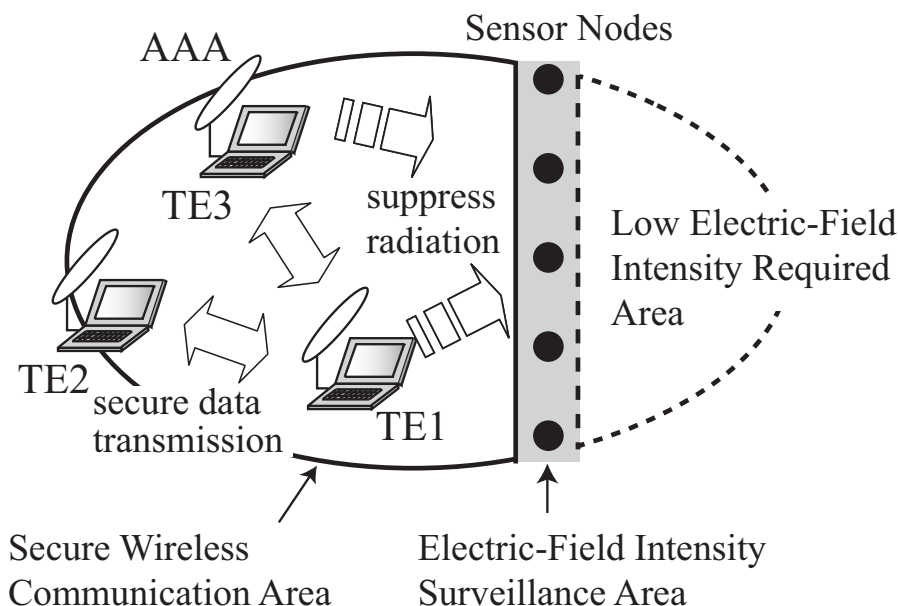 Sensor Nodes
AAA
TE3
suppress
radiation
Low Electric-Field
Intensity Required
Area
TE2
secure data
transmission
TE1
Secure Wireless
Communication Area
Electric-Field Intensity
Surveillance Area